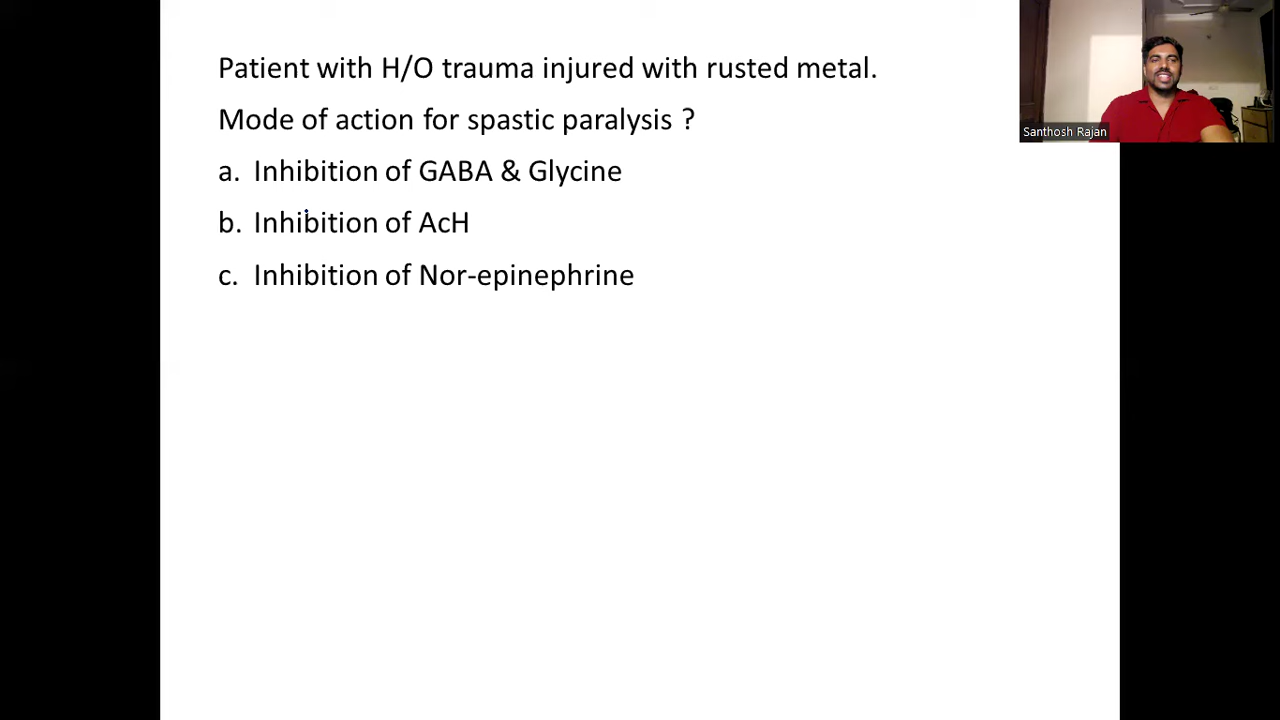 Patient with H/O trauma injured with rusted metal.
Mode of action for spastic paralysis ?
a. Inhibition of GABA & Glycine
b. Inhibition of AcH
c. Inhibition of Nor-epinephrine
Santhosh Rajan